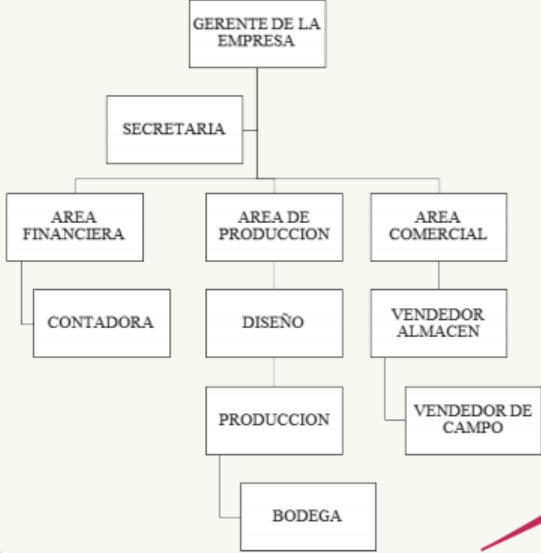 GERENTE DE LA
EMPRESA
SECRETARIA
AREA
FINANCIERA
AREA DE
PRODUCCION
AREA
COMERCIAL
CONTADORA
DISEÑO
VENDEDOR
ALMACEN
PRODUCCION
VENDEDOR DE
CAMPO
BODEGA